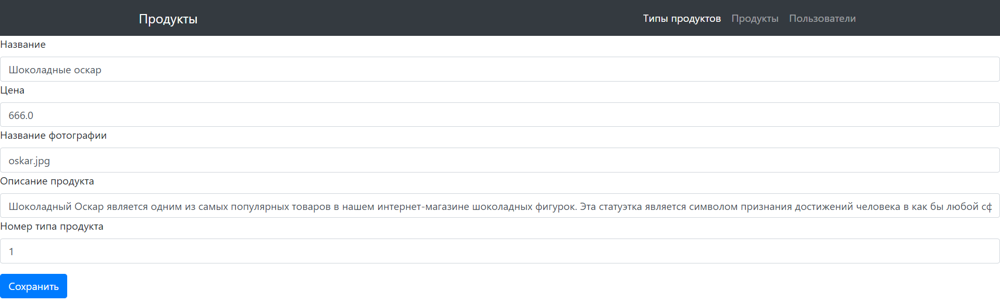 Продукты
Типы продуктов Продукты Пользователи
Название
Шоколадные оскар
Цена
666.0
Название фотографии
oskar.jpg
Описание продукта
Шоколадный Оскар является одним из самых популярных товаров в нашем интернет-магазине шоколадных фигурок. Эта статуэтка является символом признания достижений человека в как бы любой сф
Номер типа продукта
1
Сохранить